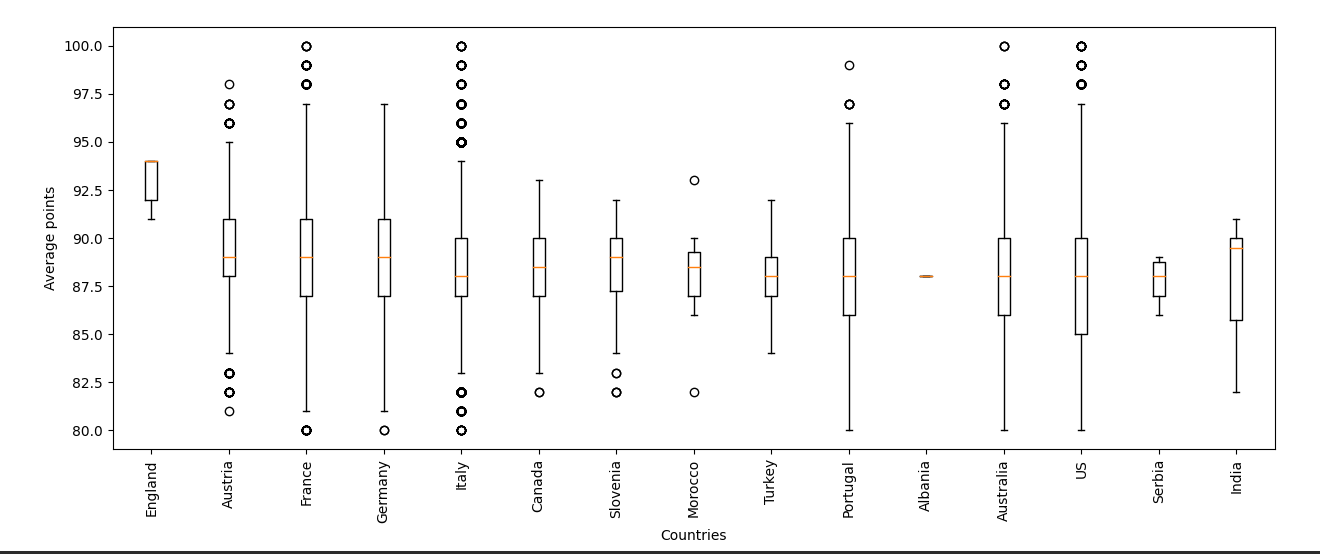 100.0
97.5
95.0
92.5
90.0
87.5
85.0
82.5
80.0
Average points
England
Austria
France
Germany
Italy
Canada
Slovenia
Morocco
Turkey
Portugal
Albania
Australia
US
Serbia
India
Countries